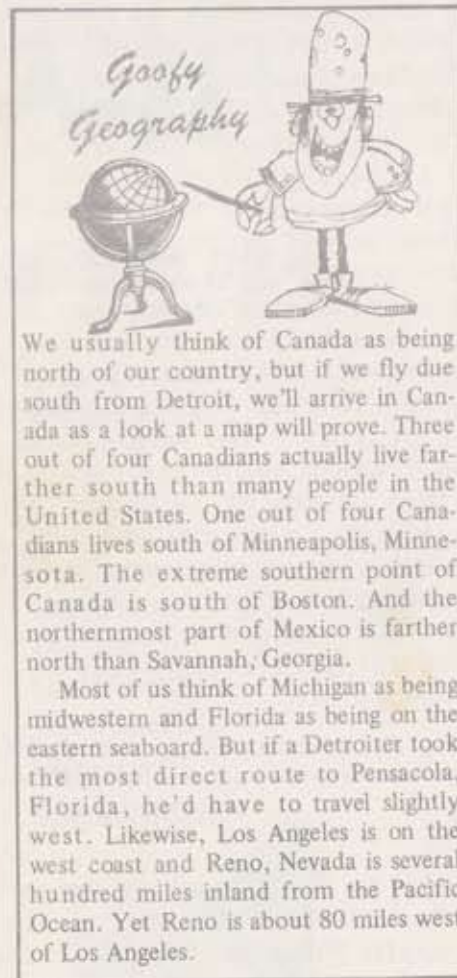 Goofy
Geography
We usually think of Canada as being
north of our country, but if we fly due
south from Detroit, we'll arrive in Can-
ada as a look at a map will prove. Three
out of four Canadians actually live far-
ther south than many people in the
United States. One out of four Cana-
dians lives south of Minneapolis, Minne-
sota. The extreme southern point of
Canada is south of Boston. And the
northernmost part of Mexico is farther
north than Savannah, Georgia.
Most of us think of Michigan as being
midwestern and Florida as being on the
eastern seaboard. But if a Detroiter took
the most direct route to Pensacola,
Florida, he'd have to travel slightly
west. Likewise, Los Angeles is on the
west coast and Reno, Nevada is several
hundred miles inland from the Pacific
Ocean. Yet Reno is about 80 miles west
of Los Angeles.